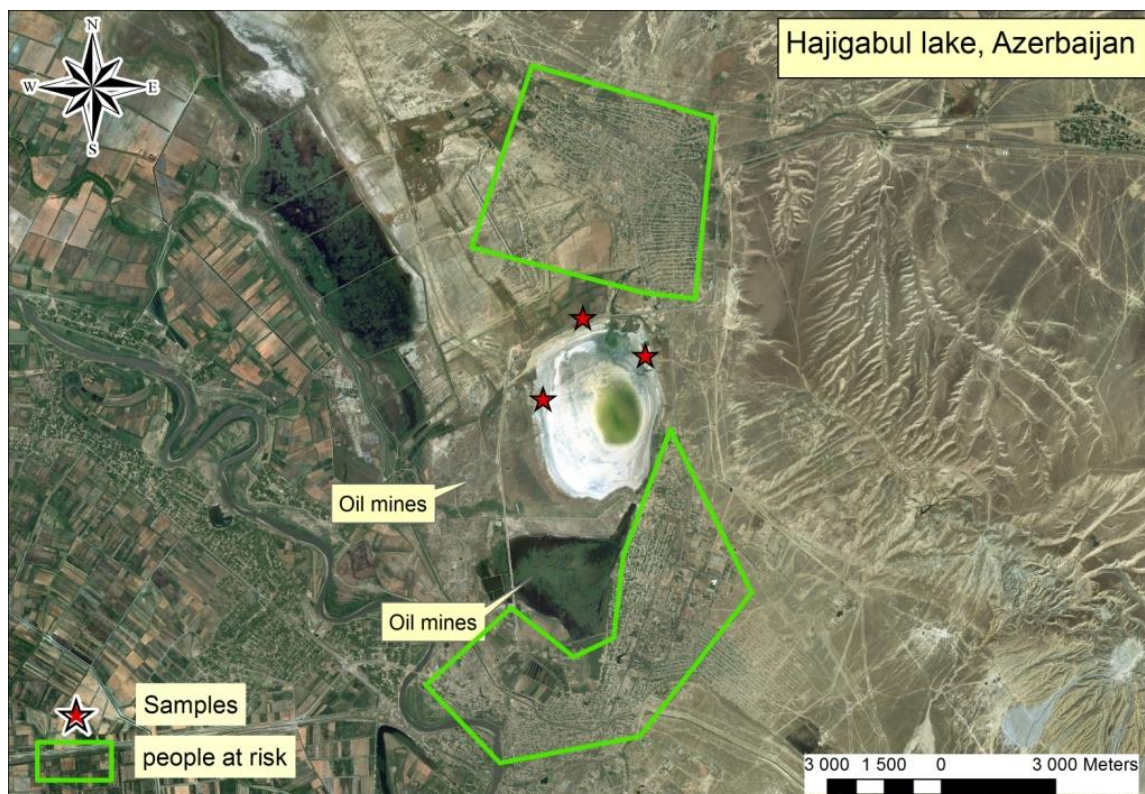 Hajigabul lake, Azerbaijan
N
W
E
S
Oil mines
Oil mines
Samples
people at risk
3 000 1 500 0 3 000 Meters